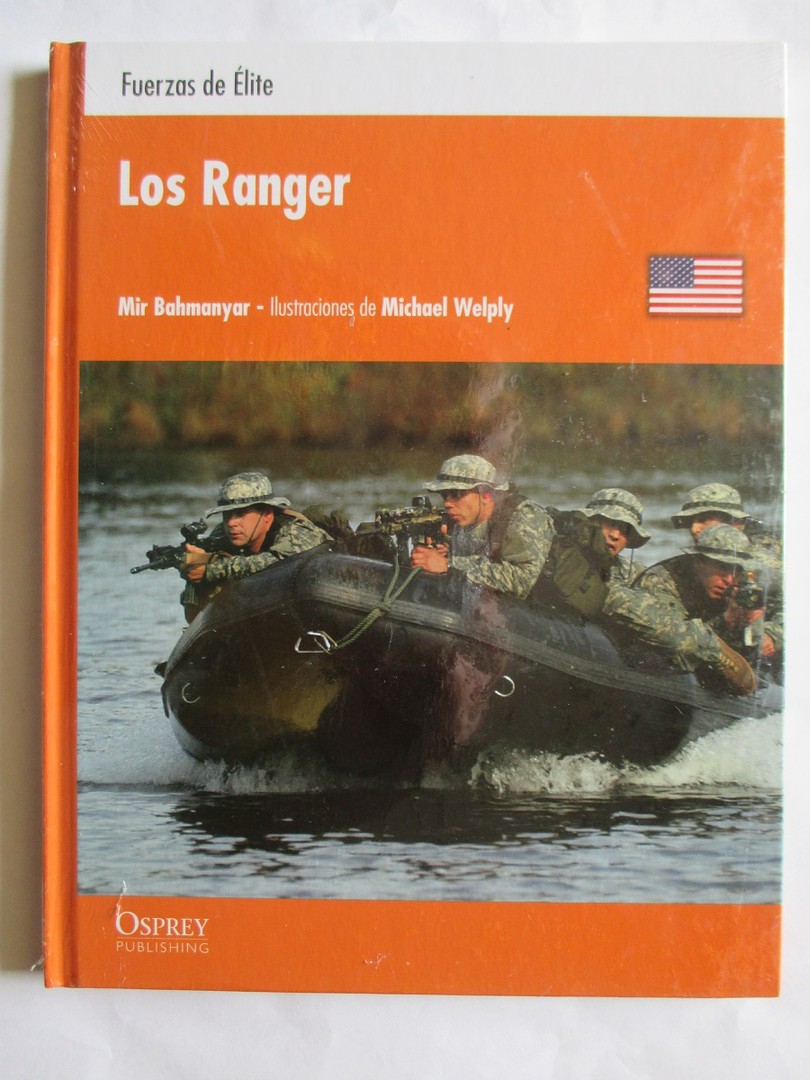 Fuerzas de Élite
Los Ranger
Mir Bahmanyar - Ilustraciones de Michael Welply
OSPREY
PUBLISHING